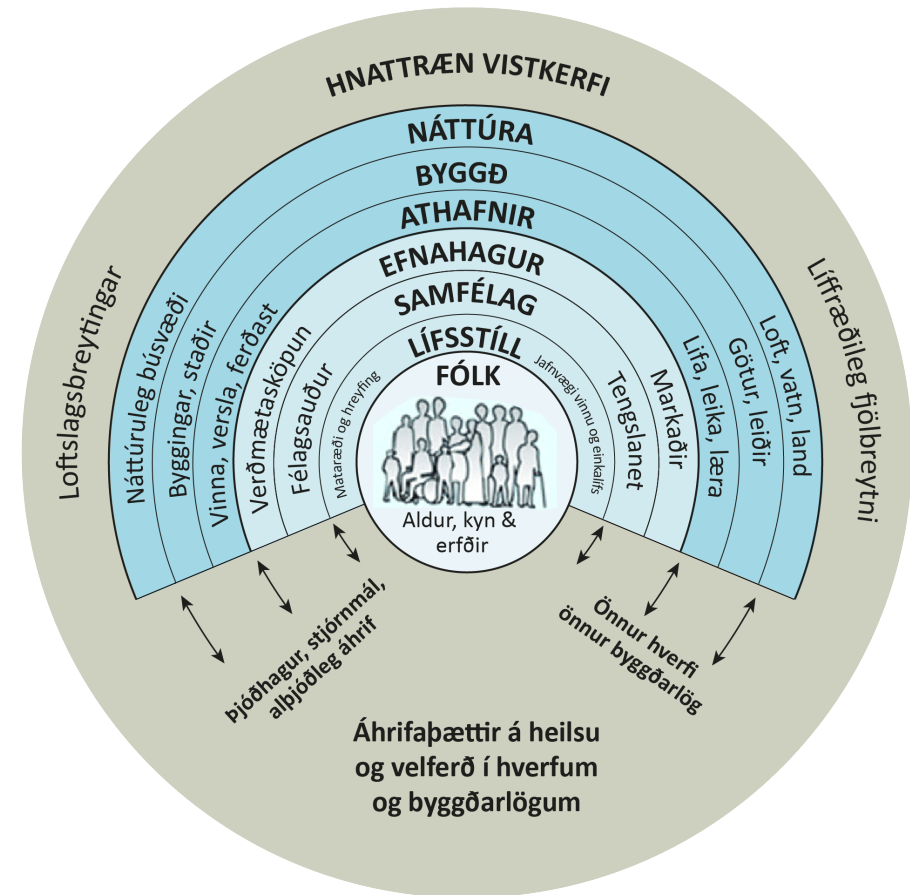 HNATTRÆN VISTKERFI
NÁTTÚRA
BYGGÐ
ATHAFNIR
EFNAHAGUR
SAMFÉLAG
LÍFSSTÍLL
FÓLK
Aldur, kyn &
erfðir
Loftslagsbreytingar
Náttúruleg búsvæði
Byggingar, staðir
Vinna, versla, ferðast
Verðmætasköpun
Félagsauður
Mataræði og hreyfing
Jafnvægi vinnu og einkalífs
Tengslanet
Markaðir
Lifa, leika, læra
Götur, leiðir
Loft, vatn, land
Líffræðileg fjölbreytni
Þjóðhagur, stjórnmál,
alþjóðleg áhrif
Önnur hverfi
önnur byggðarlög
Áhrifaþættir á heilsu
og velferð í hverfum
og byggðarlögum